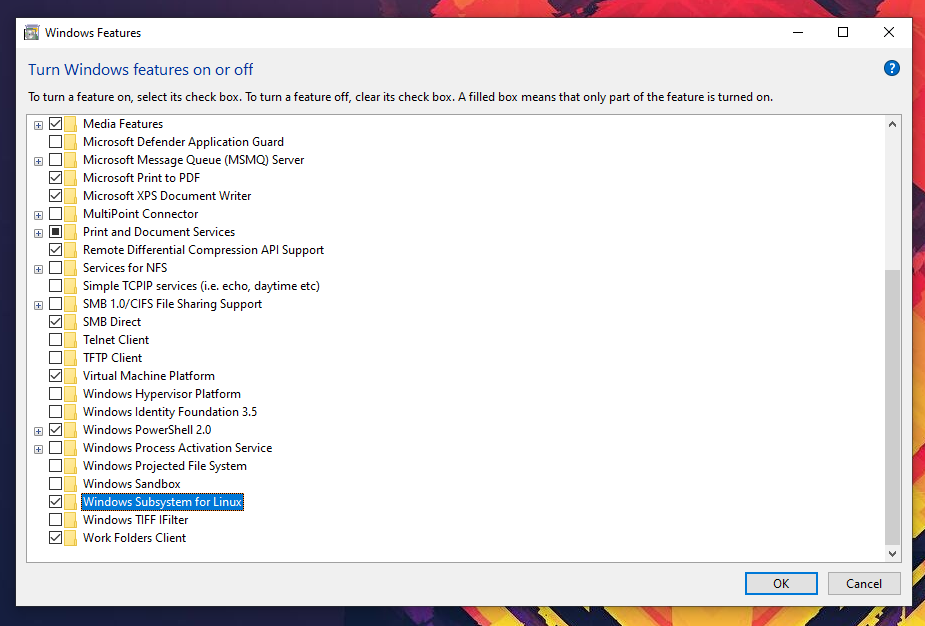 Windows Features
Turn Windows features on or off
?
To turn a feature on, select its check box. To turn a feature off, clear its check box. A filled box means that only part of the feature is turned on.
Media Features
Microsoft Defender Application Guard
Microsoft Message Queue (MSMQ) Server
Microsoft Print to PDF
Microsoft XPS Document Writer
MultiPoint Connector
Print and Document Services
Remote Differential Compression API Support
Services for NFS
Simple TCPIP services (i.e. echo, daytime etc)
SMB 1.0/CIFS File Sharing Support
SMB Direct
Telnet Client
TFTP Client
Virtual Machine Platform
Windows Hypervisor Platform
Windows Identity Foundation 3.5
Windows PowerShell 2.0
Windows Process Activation Service
Windows Projected File System
Windows Sandbox
Windows Subsystem for Linux
Windows TIFF IFilter
Work Folders Client
OK
Cancel